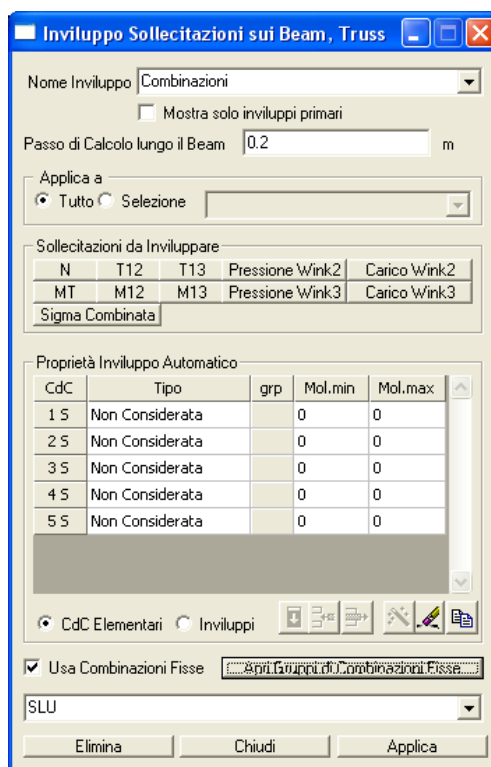 Inviluppo Sollecitazioni sui Beam, Truss
Nome Inviluppo Combinazioni
Mostra solo inviluppi primari
Passo di Calcolo lungo il Beam 0.2 m
Applica a
Tutto Selezione
Sollecitazioni da Inviluppare
N T12 T13 Pressione Wink2 Carico Wink2
MT M12 M13 Pressione Wink3 Carico Wink3
Sigma Combinata
Proprietà Inviluppo Automatico
CdC Tipo grp Mol.min Mol.max
1 S Non Considerata 0 0
2 S Non Considerata 0 0
3 S Non Considerata 0 0
4 S Non Considerata 0 0
5 S Non Considerata 0 0
CdC Elementari Inviluppi
Usa Combinazioni Fisse Apri Gruppi di Combinazioni Fisse
SLU
Elimina Chiudi Applica